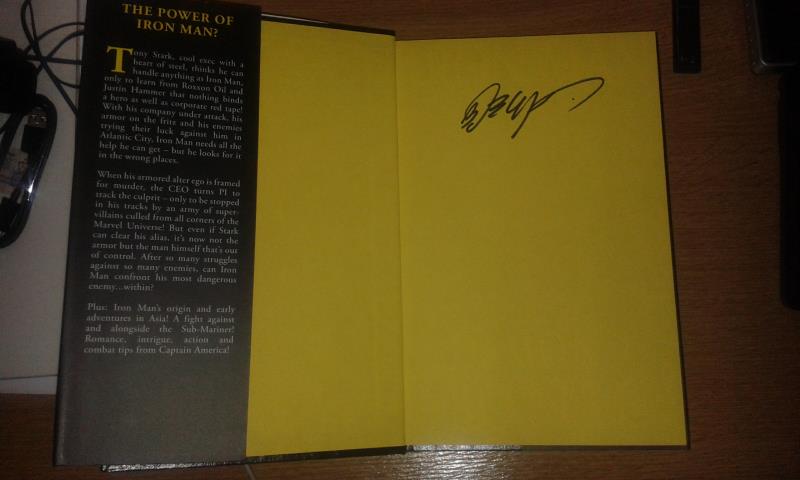 THE POWER OF
IRON MAN?
Tony Stark, cool exec with a
heart of steel, thinks he can
handle anything as Iron Man,
only to learn from Roxxon Oil and
Justin Hammer that nothing binds
a hero as well as corporate red tape!
With his company under attack, his
armor on the fritz and his enemies
trying their luck against him in
Atlantic City, Iron Man needs all the
help he can get – but he looks for it
in the wrong places.
When his armored alter ego is framed
for murder, the CEO turns PI to
track the culprit – only to be stopped
in his tracks by an army of super-
villains culled from all corners of the
Marvel Universe! But even if Stark
can clear his alias, it's now not the
armor but the man himself that's out
of control. After so many struggles
against so many enemies, can Iron
Man confront his most dangerous
enemy...within?
Plus: Iron Man's origin and early
adventures in Asia! A fight against
and alongside the Sub-Mariner!
Romance, intrigue, action and
combat tips from Captain America!